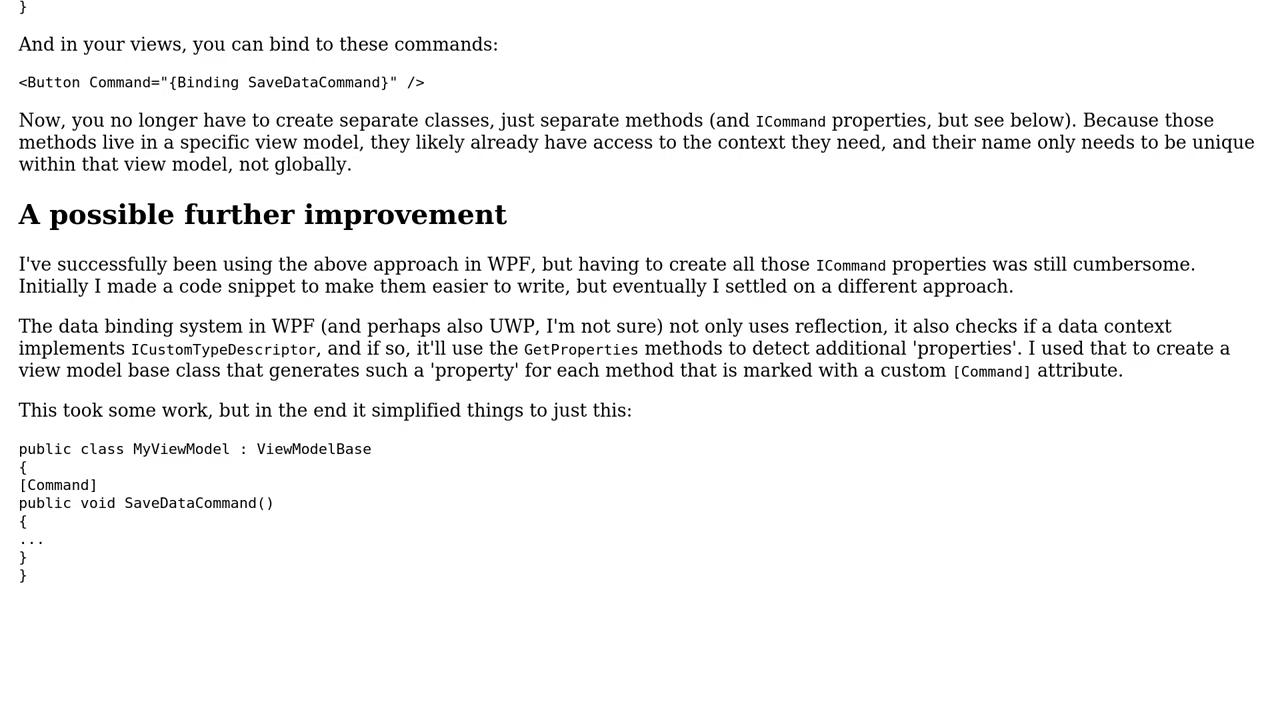 }
And in your views, you can bind to these commands:
<Button Command="{Binding SaveDataCommand}" />
Now, you no longer have to create separate classes, just separate methods (and ICommand properties, but see below). Because those
methods live in a specific view model, they likely already have access to the context they need, and their name only needs to be unique
within that view model, not globally.
A possible further improvement
I've successfully been using the above approach in WPF, but having to create all those ICommand properties was still cumbersome.
Initially I made a code snippet to make them easier to write, but eventually I settled on a different approach.
The data binding system in WPF (and perhaps also UWP, I'm not sure) not only uses reflection, it also checks if a data context
implements ICustomTypeDescriptor, and if so, it'll use the GetProperties methods to detect additional 'properties'. I used that to create a
view model base class that generates such a 'property' for each method that is marked with a custom [Command] attribute.
This took some work, but in the end it simplified things to just this:
public class MyViewModel : ViewModelBase
{
[Command]
public void SaveDataCommand()
{
...
}
}